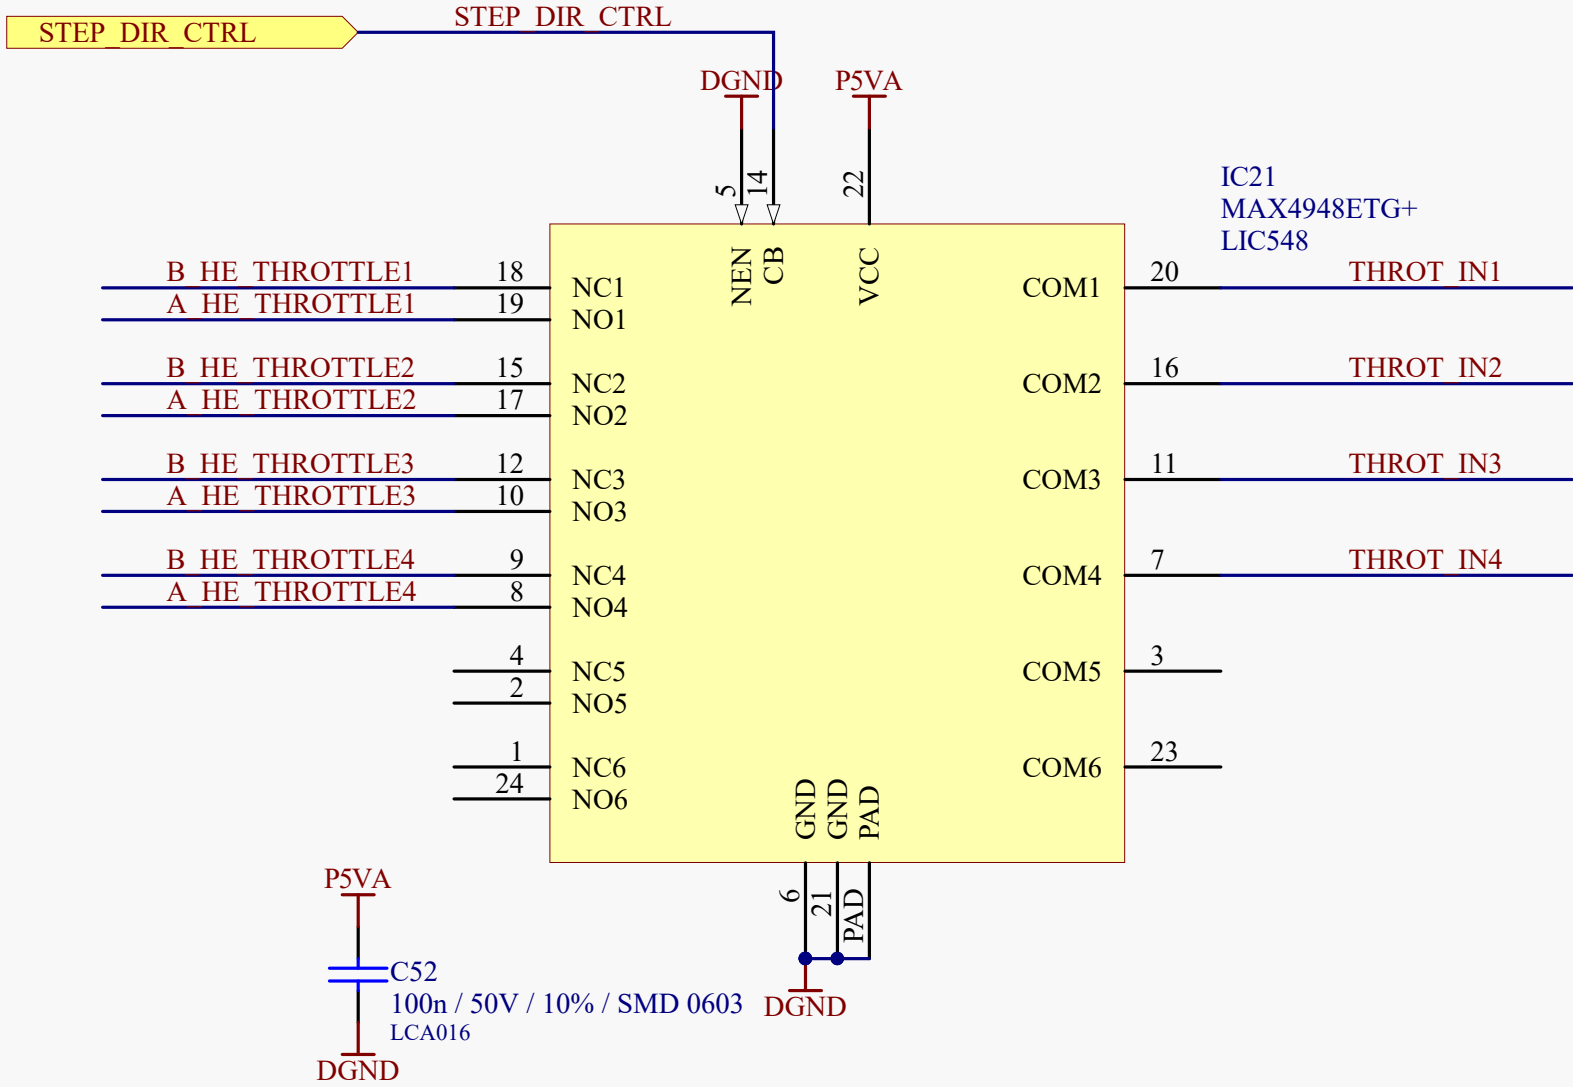 STEP_DIR_CTRL
STEP_DIR_CTRL
DGND
P5VA
5
14
22
IC21
MAX4948ETG+
LIC548
NEN
CB
VCC
B_HE_THROTTLE1 18 NC1
A_HE_THROTTLE1 19 NO1
B_HE_THROTTLE2 15 NC2
A_HE_THROTTLE2 17 NO2
B_HE_THROTTLE3 12 NC3
A_HE_THROTTLE3 10 NO3
B_HE_THROTTLE4 9 NC4
A_HE_THROTTLE4 8 NO4
4 NC5
2 NO5
1 NC6
24 NO6
COM1 20 THROT_IN1
COM2 16 THROT_IN2
COM3 11 THROT_IN3
COM4 7 THROT_IN4
COM5 3
COM6 23
GND
GND
PAD
6
21
PAD
DGND
P5VA
C52
100n / 50V / 10% / SMD 0603
LCA016
DGND